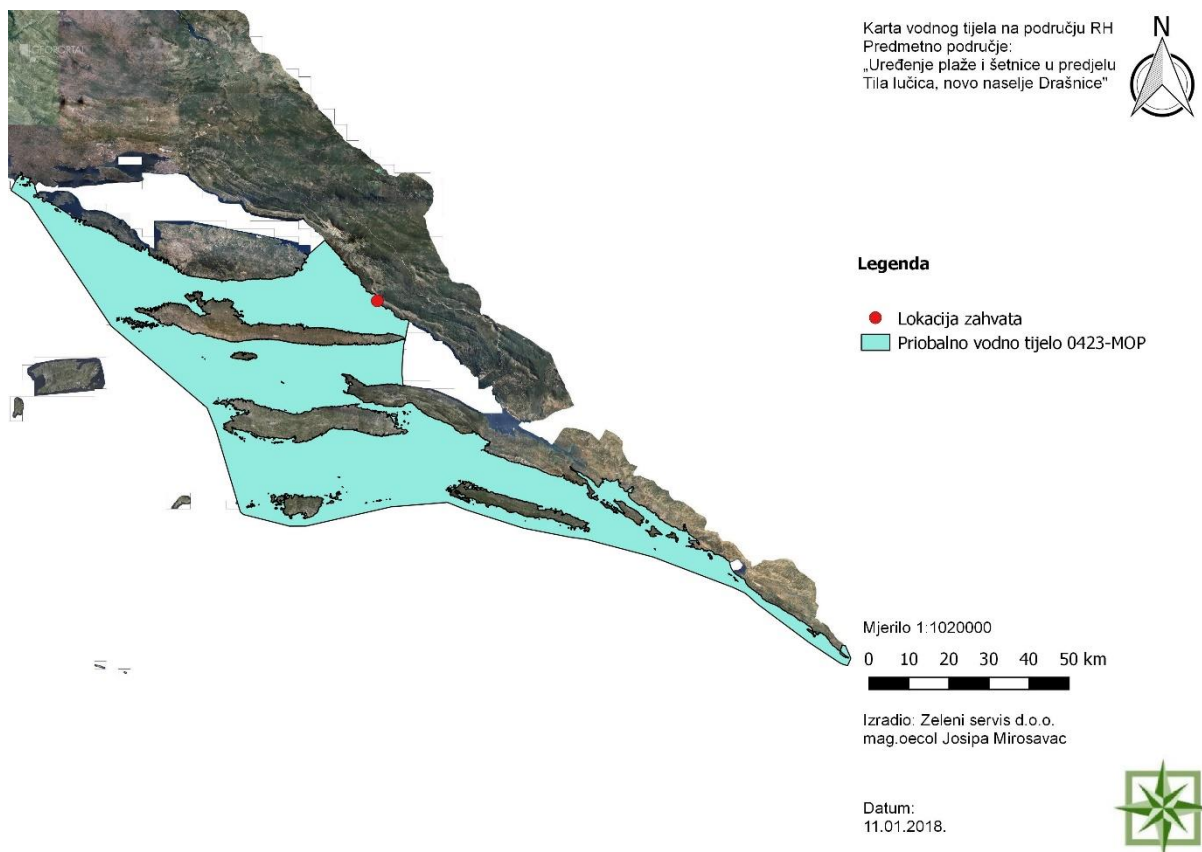 GEOPORTAL
Karta vodnog tijela na području RH
Predmetno područje:
„Uređenje plaže i šetnice u predjelu
Tila lučica, novo naselje Drašnice"
N
Legenda
Lokacija zahvata
Priobalno vodno tijelo 0423-MOP
Mjerilo 1:1020000
0 10 20 30 40 50 km
Izradio: Zeleni servis d.o.o.
mag.oecol Josipa Mirosavac
Datum:
11.01.2018.